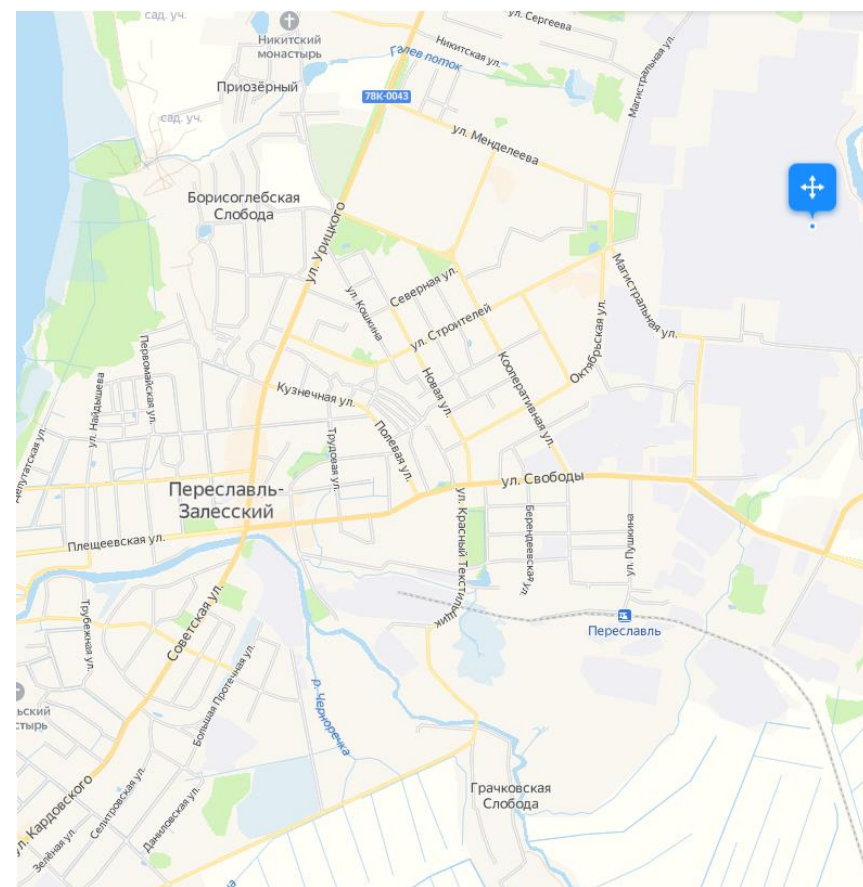 сад. уч.
ул. Сергеева
Никитский
монастырь
Никитская ул.
Галев поток
Приозёрный
78К-0043
Магистральная ул.
сад. уч.
ул. Менделеева
Борисоглебская
Слобода
ул. Урицкого
Северная ул.
Магистральная ул.
ул. Кошкина
ул. Строителей
Октябрьская ул.
Первомайская ул.
ул. Найдышева
Новая ул.
Кооперативная ул.
Кузнечная ул.
Полевая ул.
Трудовая ул.
Депутатская ул.
ул. Свободы
Переславль-
Залесский
ул. Красный Текстильщик
Берендеевская ул.
ул. Пушкина
Плещеевская ул.
Трубежная ул.
Советская ул.
Переславль
Большая Протечная ул.
р. Черноречка
ьский
стырь
Грачковская
Слобода
ул. Кардовского
Селитровская ул.
Даниловская ул.
Зелёная ул.